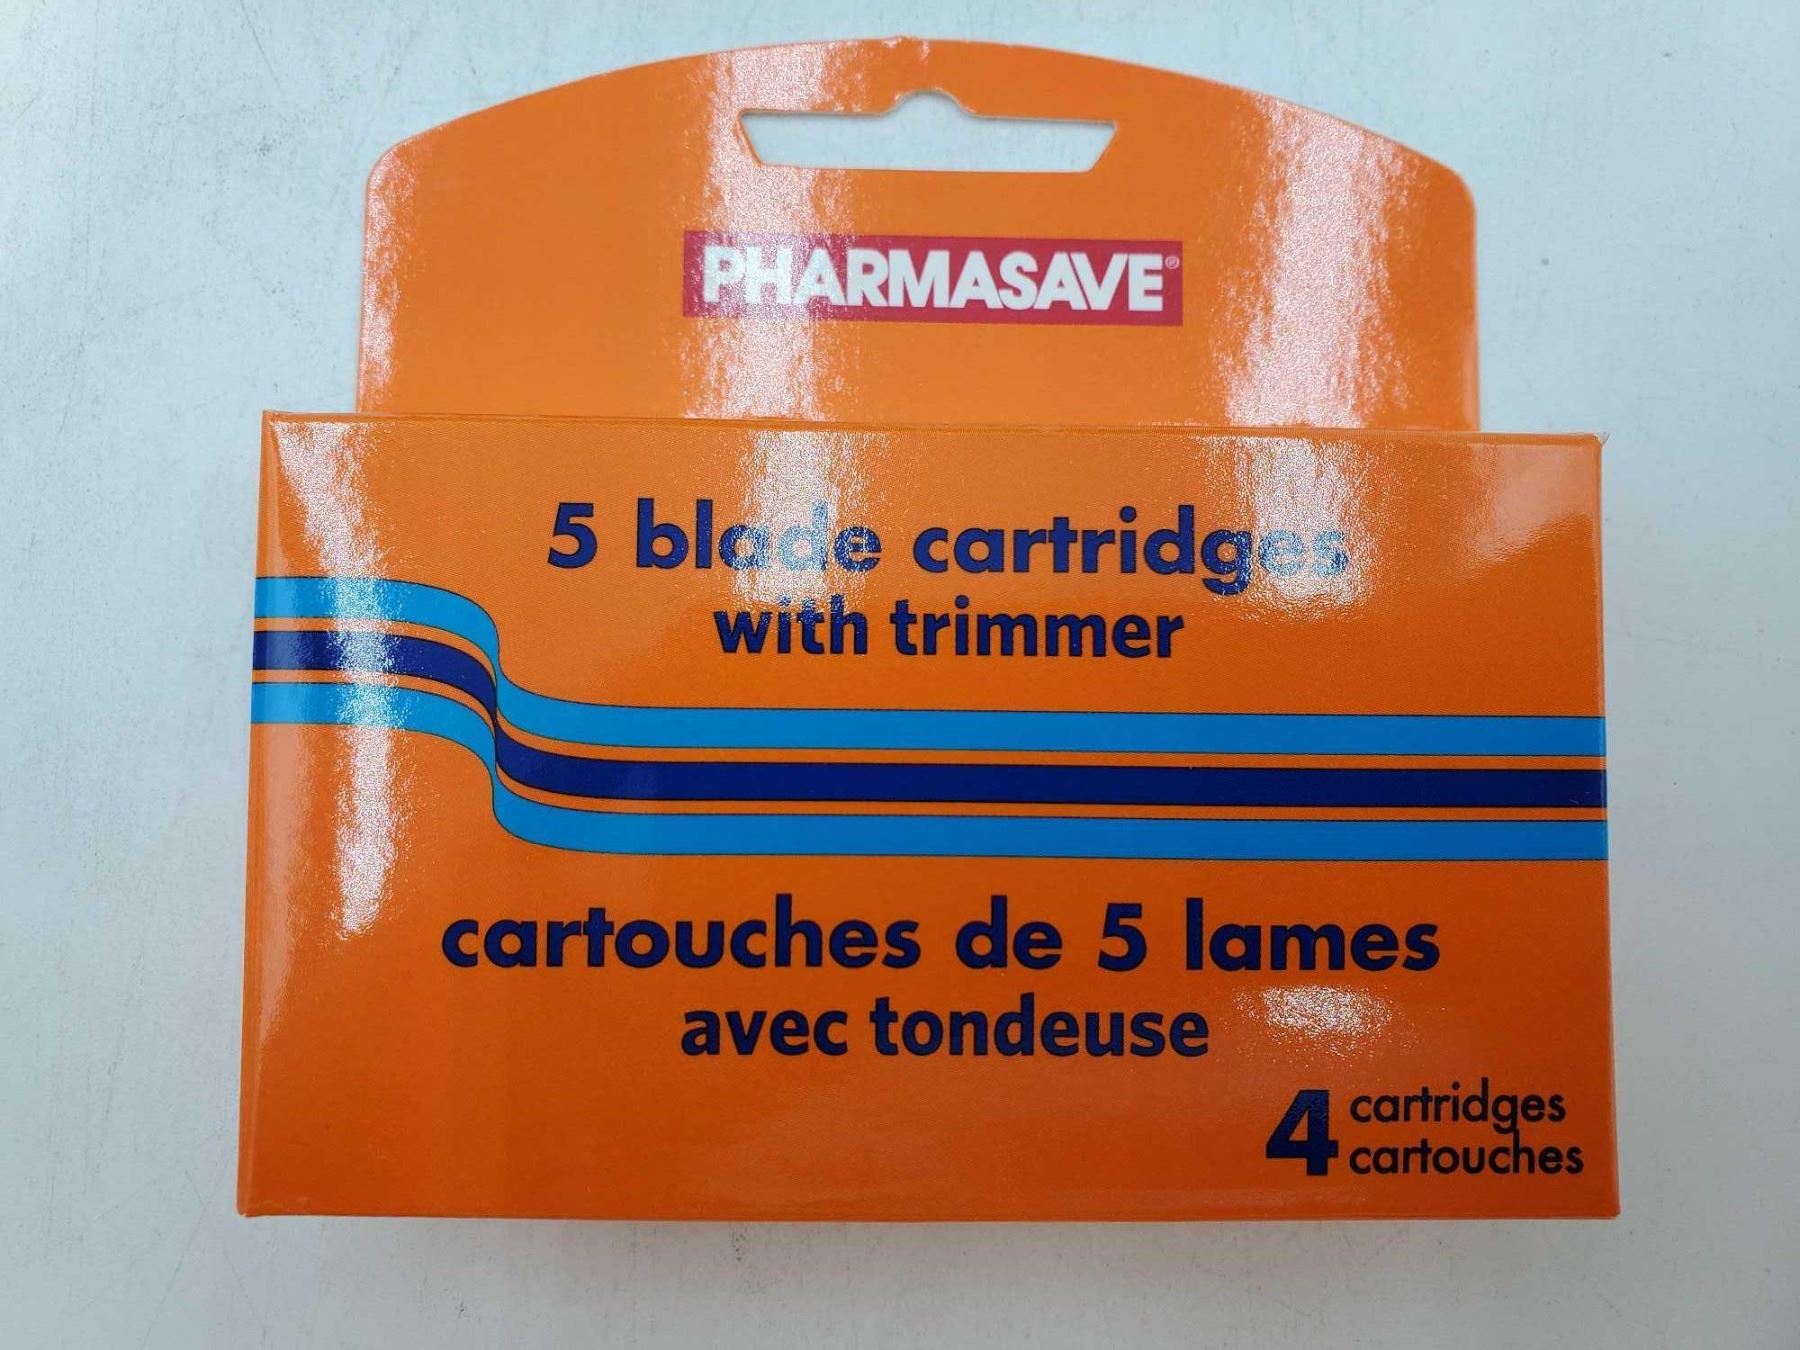 PHARMASAVE®
5 blade cartridges
with trimmer
cartouches de 5 lames
avec tondeuse
4 cartridges
cartouches